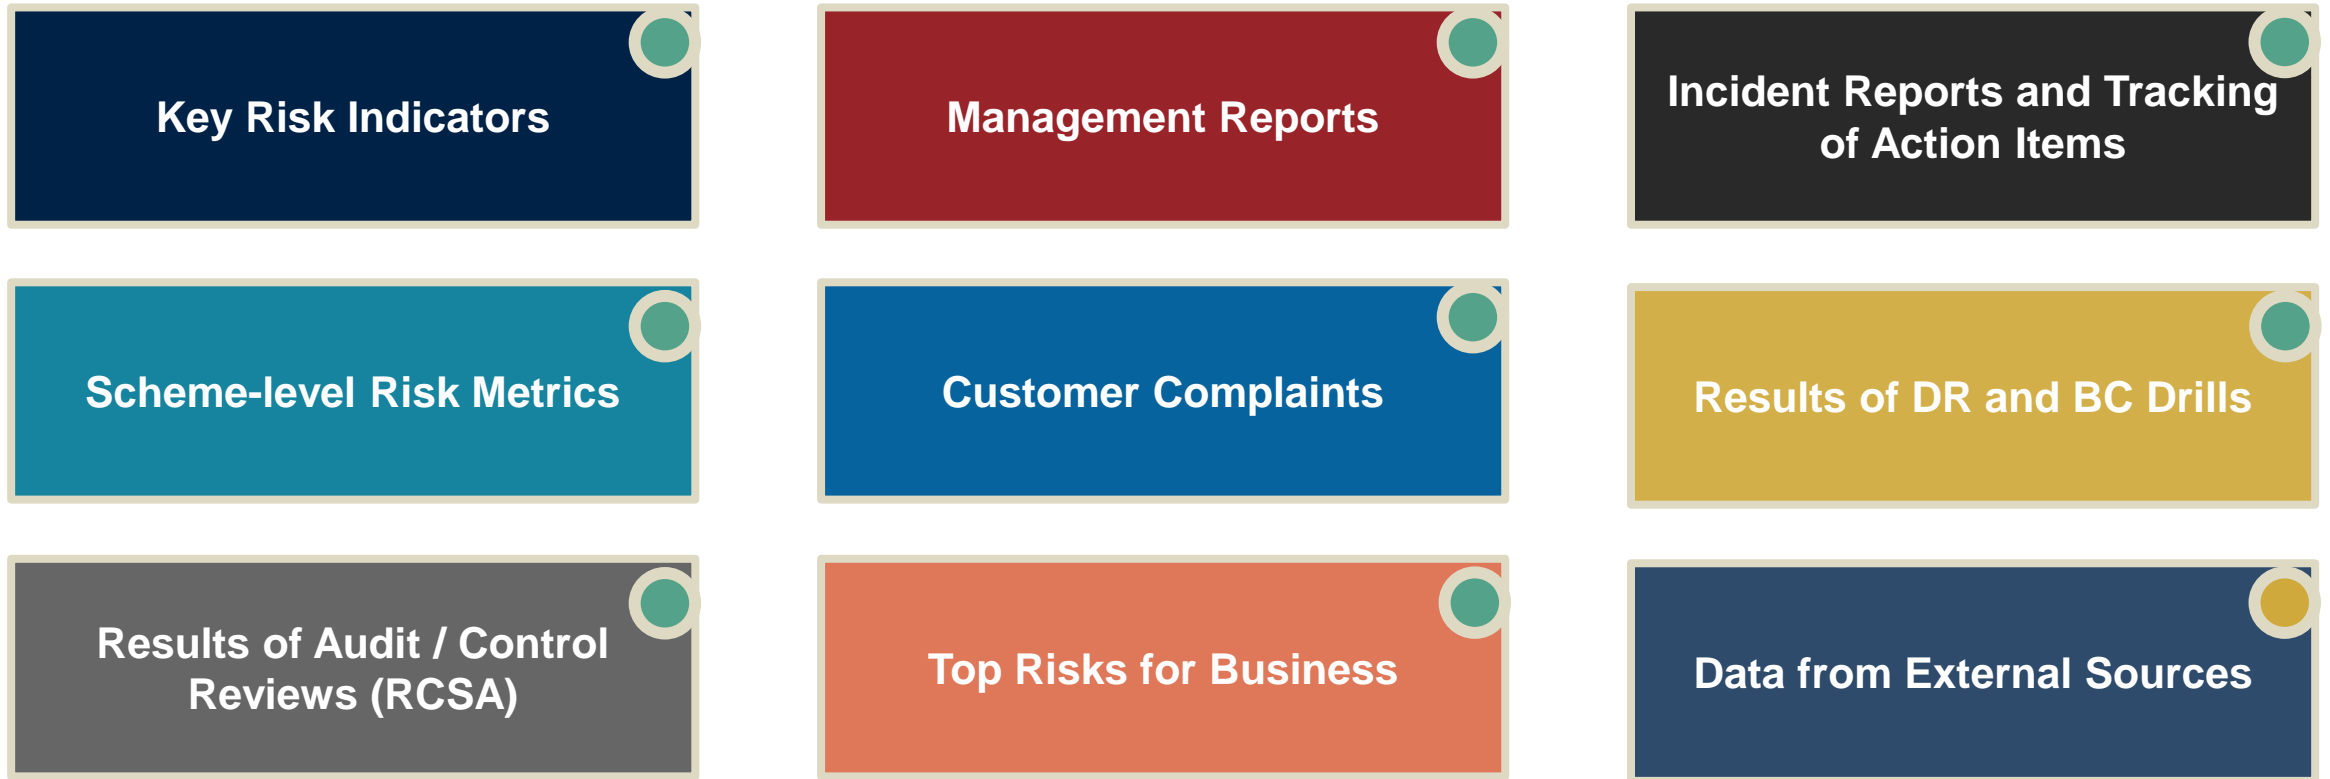 Key Risk Indicators
Management Reports
Incident Reports and Tracking
of Action Items
Scheme-level Risk Metrics
Customer Complaints
Results of DR and BC Drills
Results of Audit / Control
Reviews (RCSA)
Top Risks for Business
Data from External Sources